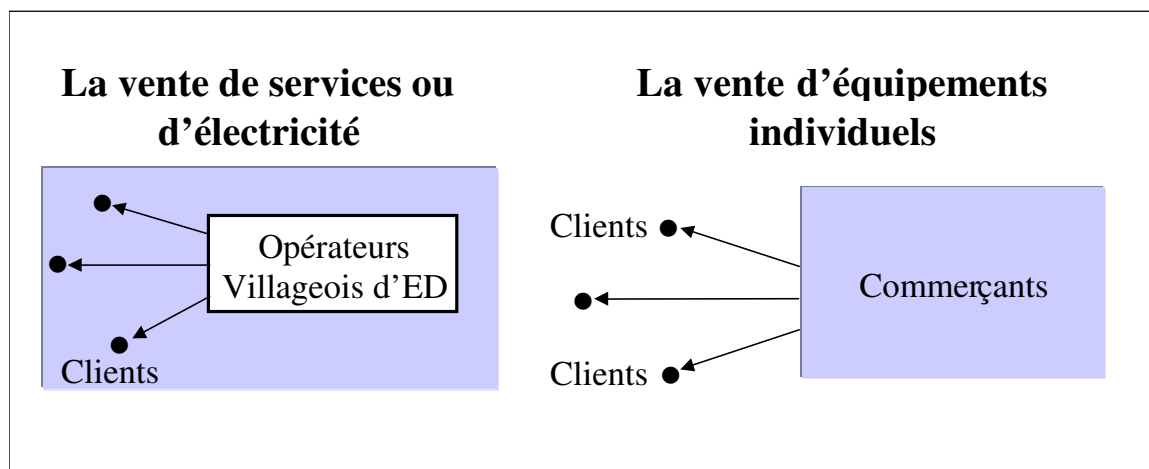 La vente de services ou
d’électricité
Opérateurs
Villageois d’ED
Clients
La vente d’équipements
individuels
Clients
Commerçants
Clients